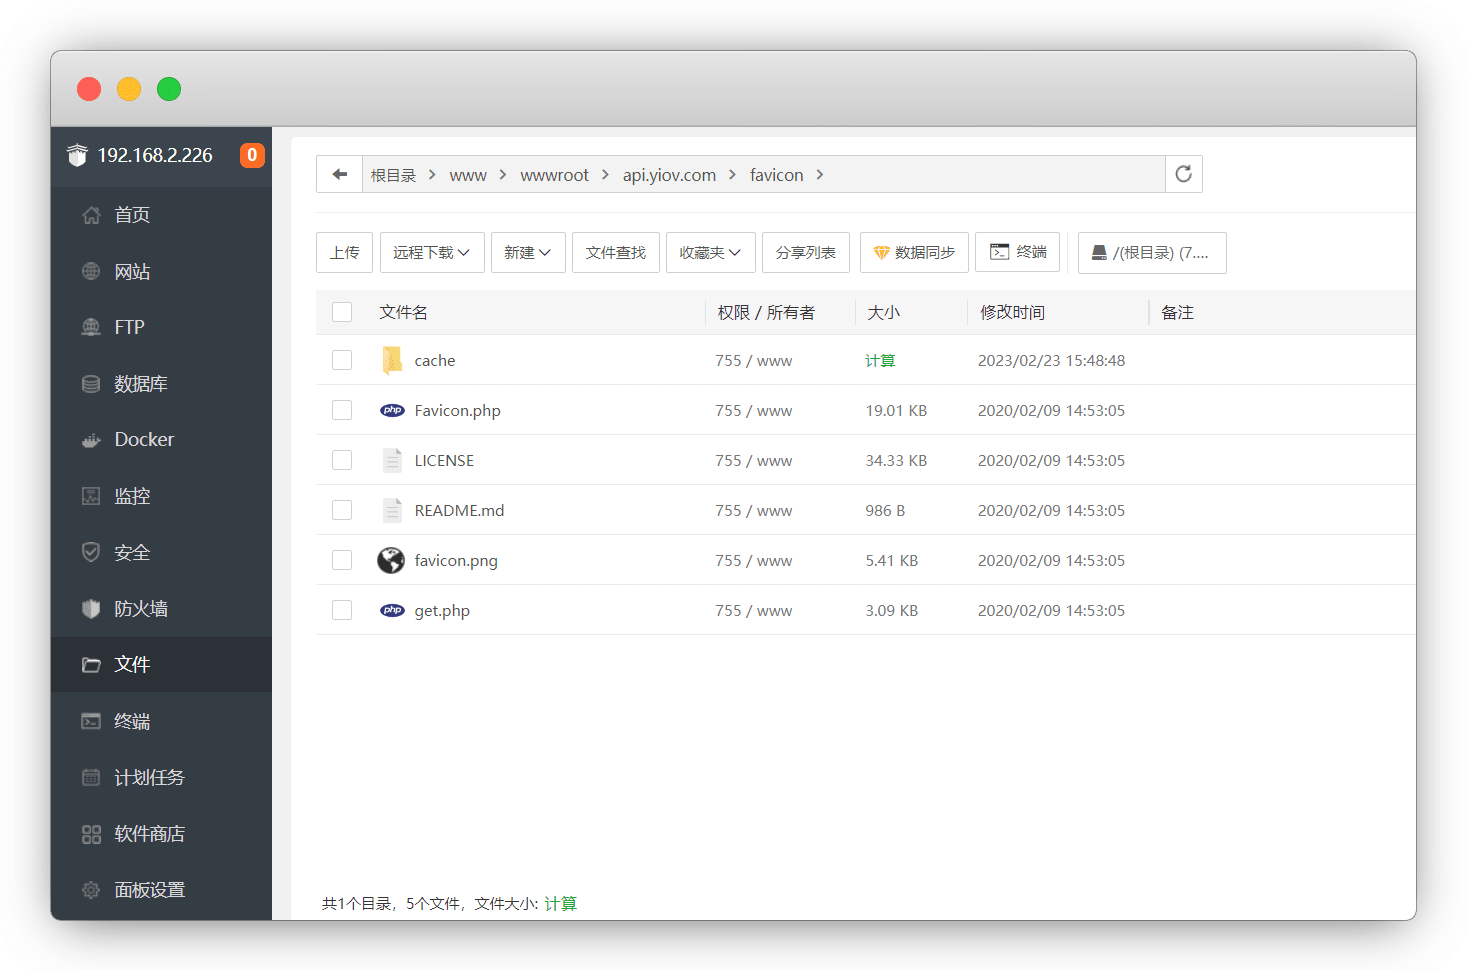 192.168.2.226 0
首页
网站
FTP
数据库
Docker
监控
安全
防火墙
文件
终端
计划任务
软件商店
面板设置
根目录 > www > wwwroot > api.yiov.com > favicon >
上传 远程下载 新建 文件查找 收藏夹 分享列表 数据同步 终端 /(根目录) (7....
文件名 权限 / 所有者 大小 修改时间 备注
cache 755 / www 计算 2023/02/23 15:48:48
php Favicon.php 755 / www 19.01 KB 2020/02/09 14:53:05
LICENSE 755 / www 34.33 KB 2020/02/09 14:53:05
README.md 755 / www 986 B 2020/02/09 14:53:05
favicon.png 755 / www 5.41 KB 2020/02/09 14:53:05
php get.php 755 / www 3.09 KB 2020/02/09 14:53:05
共1个目录，5个文件，文件大小: 计算